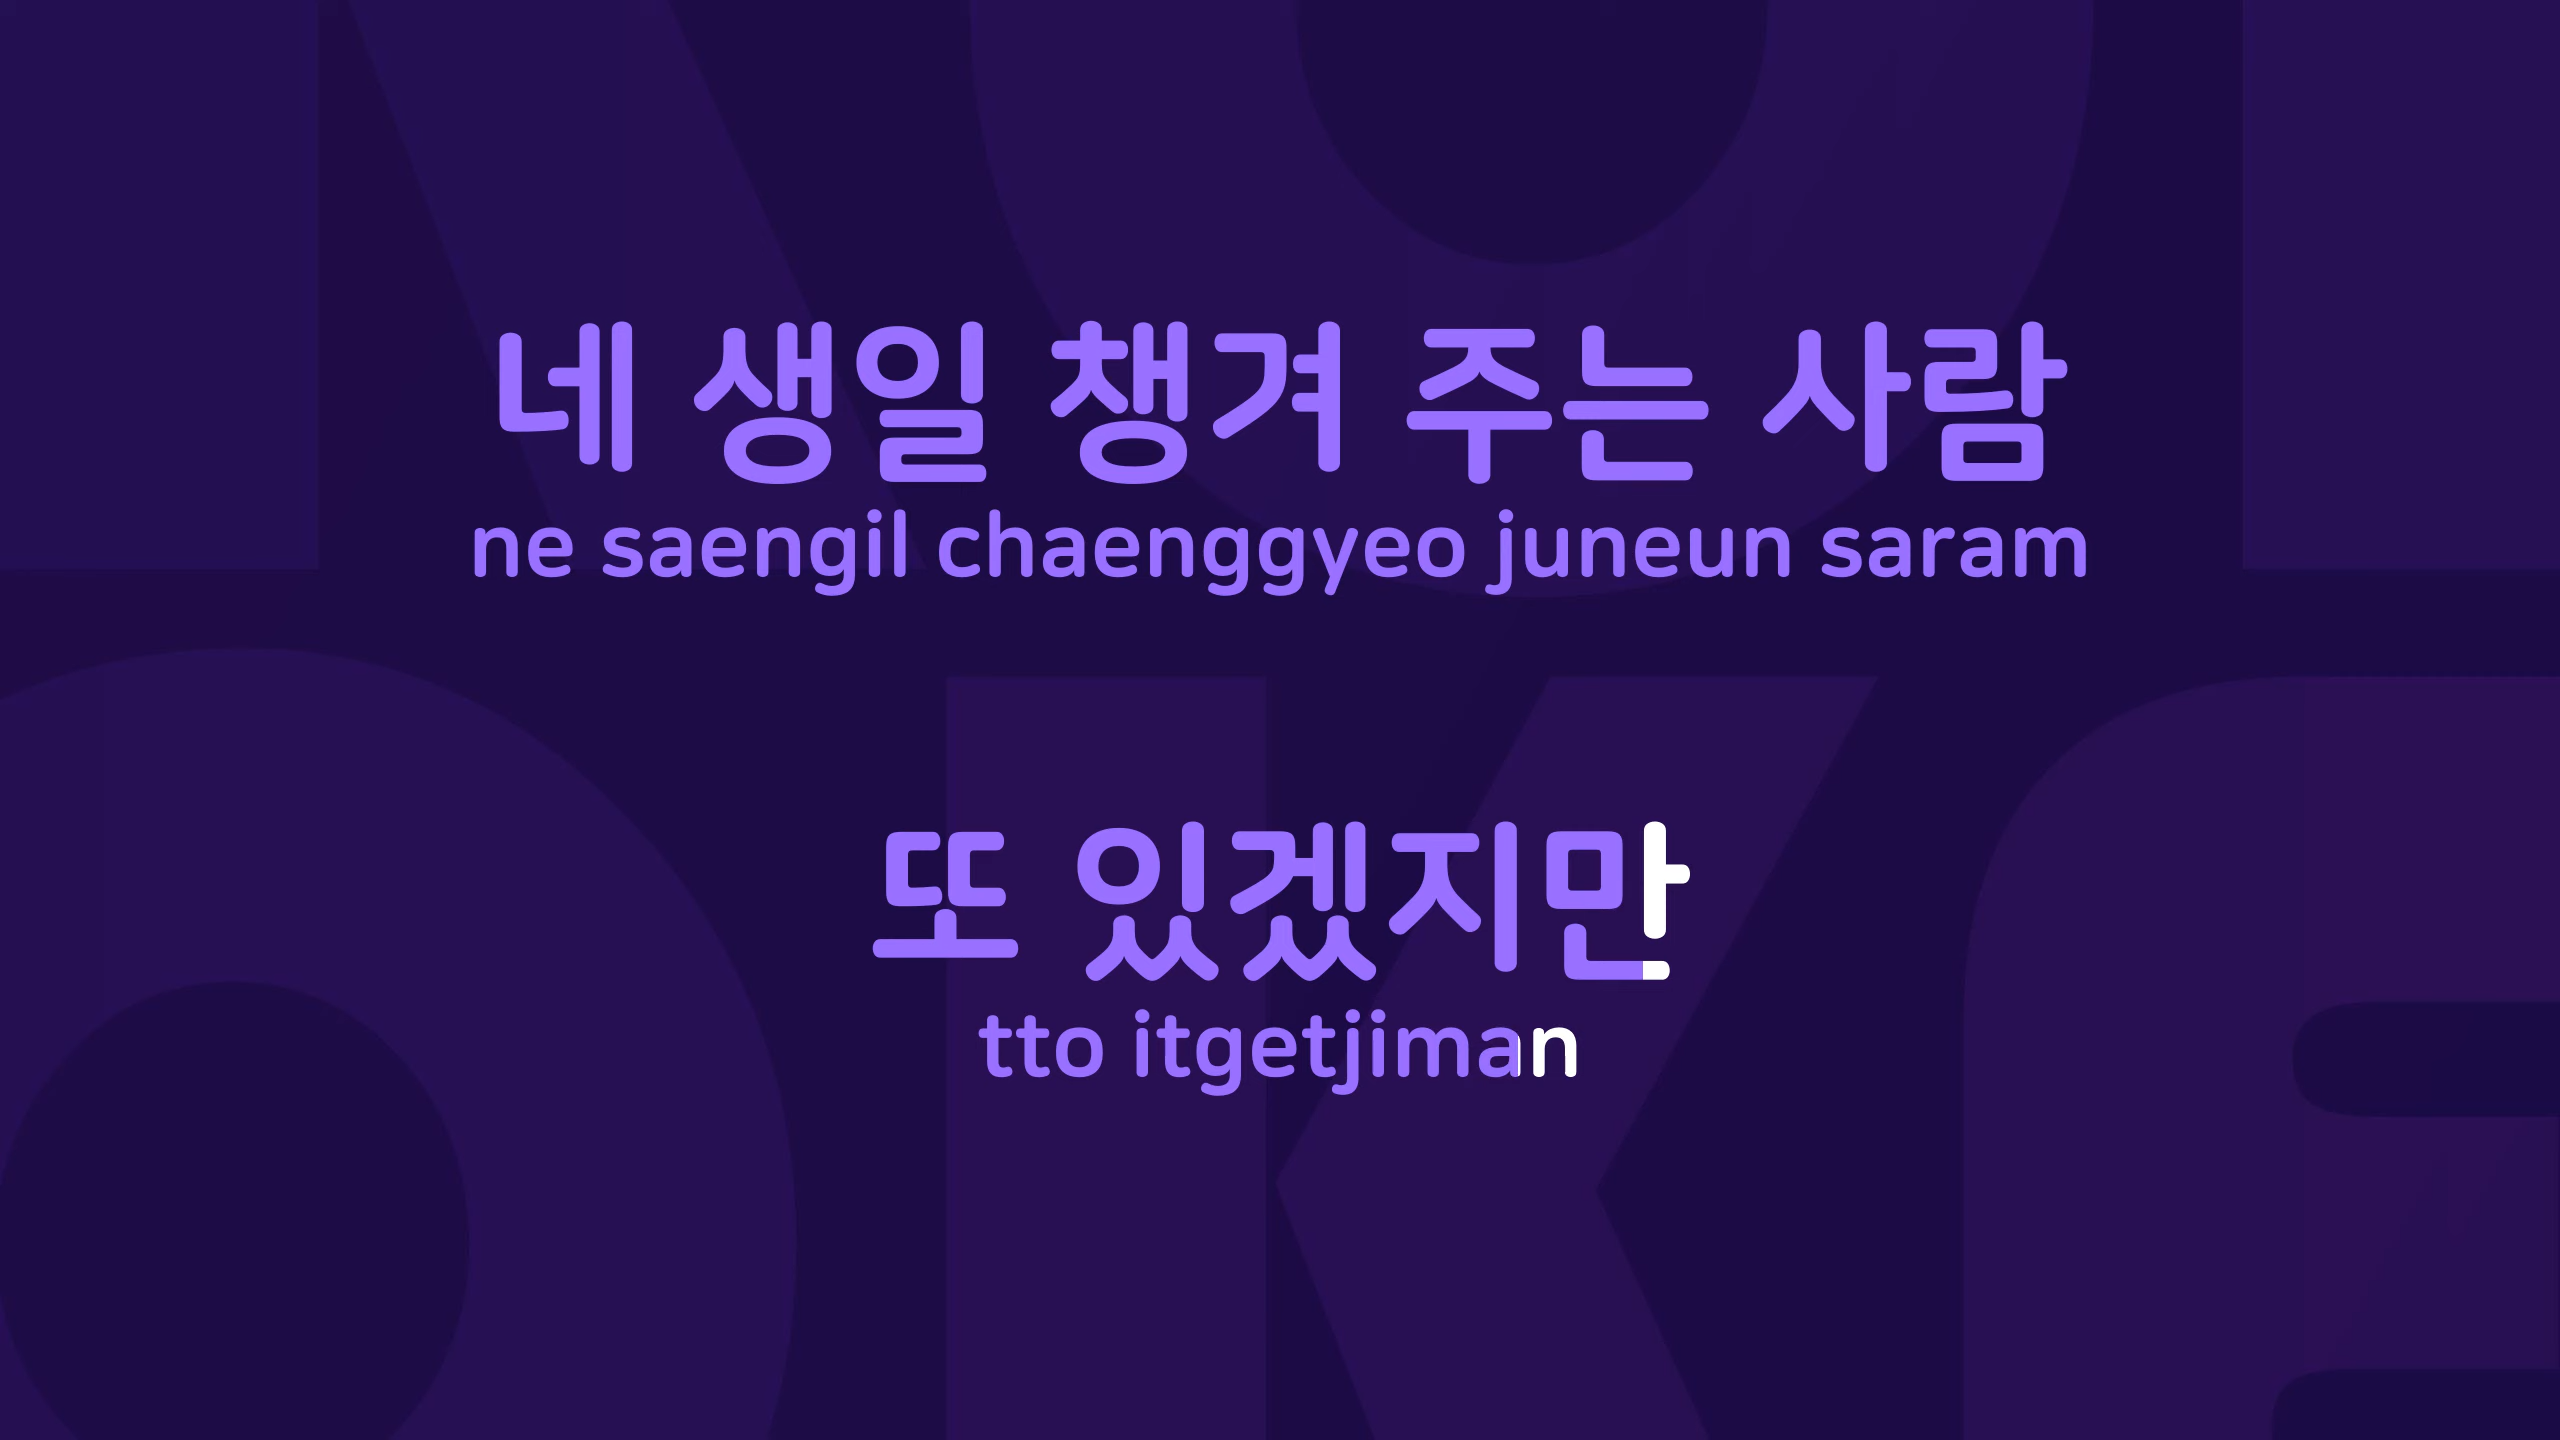 네 생일 챙겨 주는 사람
ne saengil chaenggyeo juneun saram
또 있겠지만
tto itgetjiman